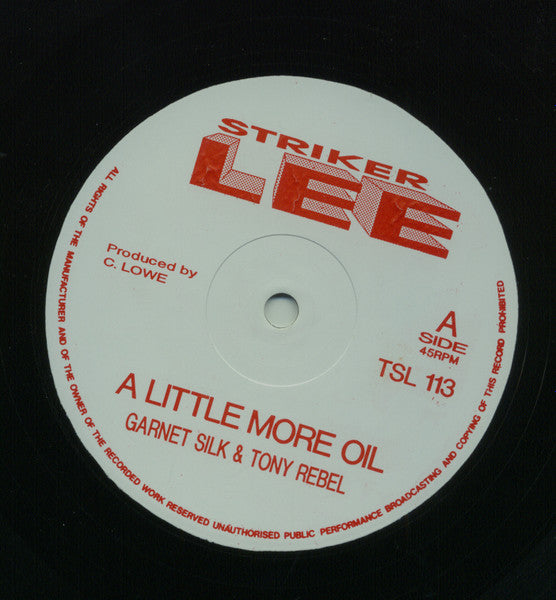 STRIKER
LEE
Produced by
C. LOWE
A
SIDE
45RPM
TSL 113
A LITTLE MORE OIL
GARNET SILK & TONY REBEL
ALL RIGHTS OF THE MANUFACTURER AND OF THE OWNER OF THE RECORDED WORK RESERVED UNAUTHORISED PUBLIC PERFORMANCE BROADCASTING AND COPYING OF THIS RECORD PROHIBITED